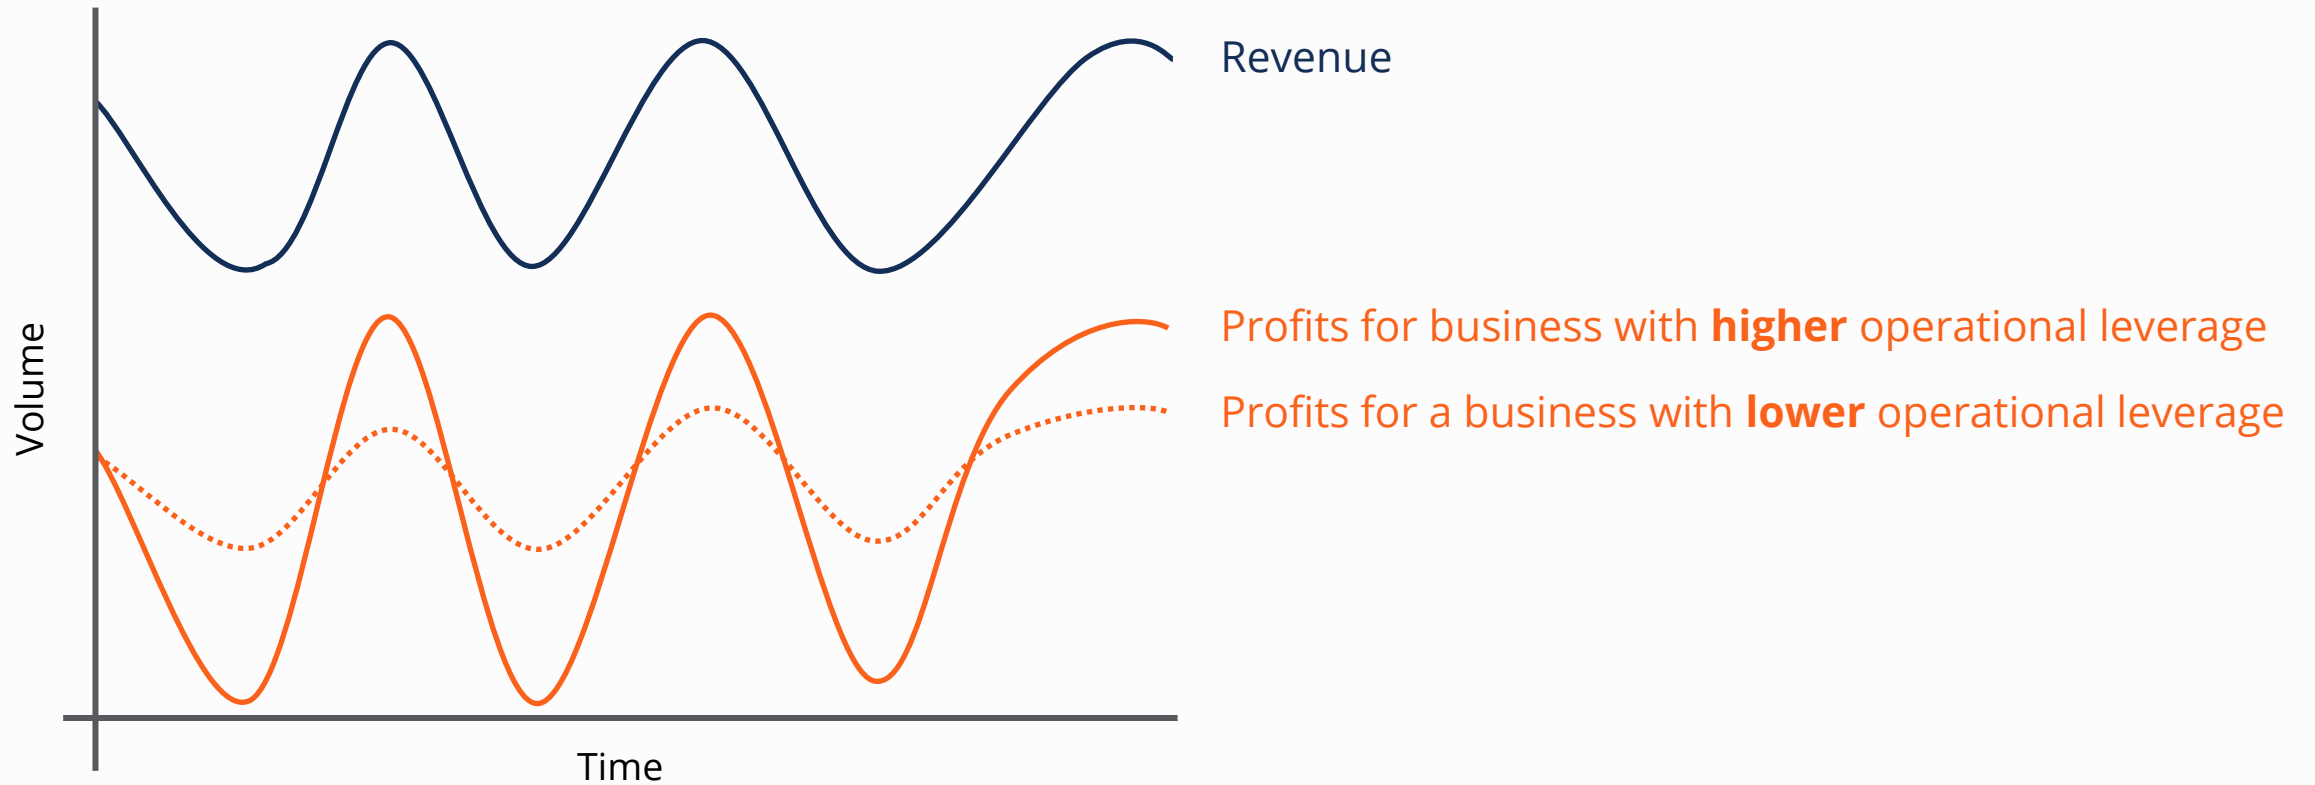 Revenue
Profits for business with higher operational leverage
Profits for a business with lower operational leverage
Volume
Time